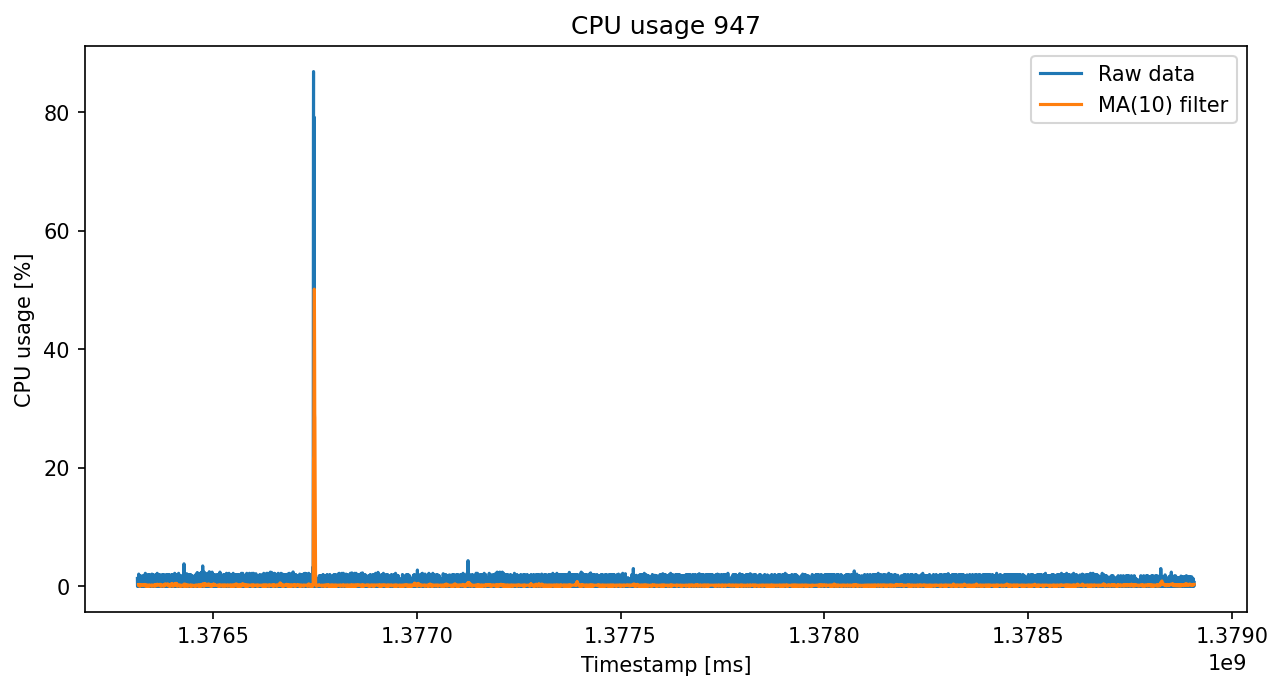 CPU usage 947
Raw data
MA(10) filter
CPU usage [%]
80
60
40
20
0
1.3765 1.3770 1.3775 1.3780 1.3785 1.3790
1e9
Timestamp [ms]